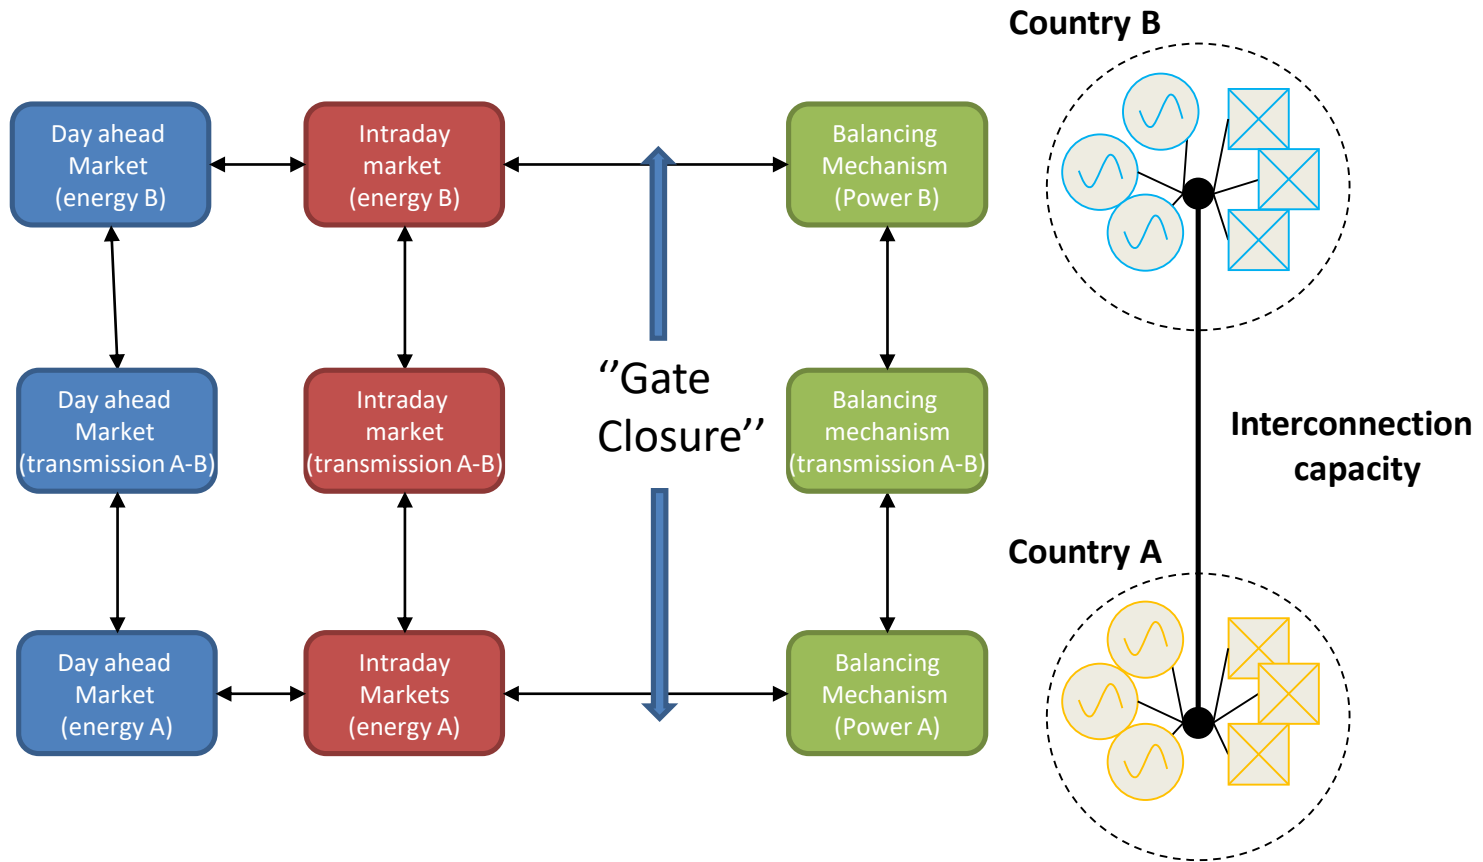 Country B
Day ahead
Market
(energy B)
Intraday
market
(energy B)
Balancing
Mechanism
(Power B)
Day ahead
Market
(transmission A-B)
Intraday
market
(transmission A-B)
‘’Gate
Closure’’
Balancing
mechanism
(transmission A-B)
Interconnection
capacity
Country A
Day ahead
Market
(energy A)
Intraday
Markets
(energy A)
Balancing
Mechanism
(Power A)